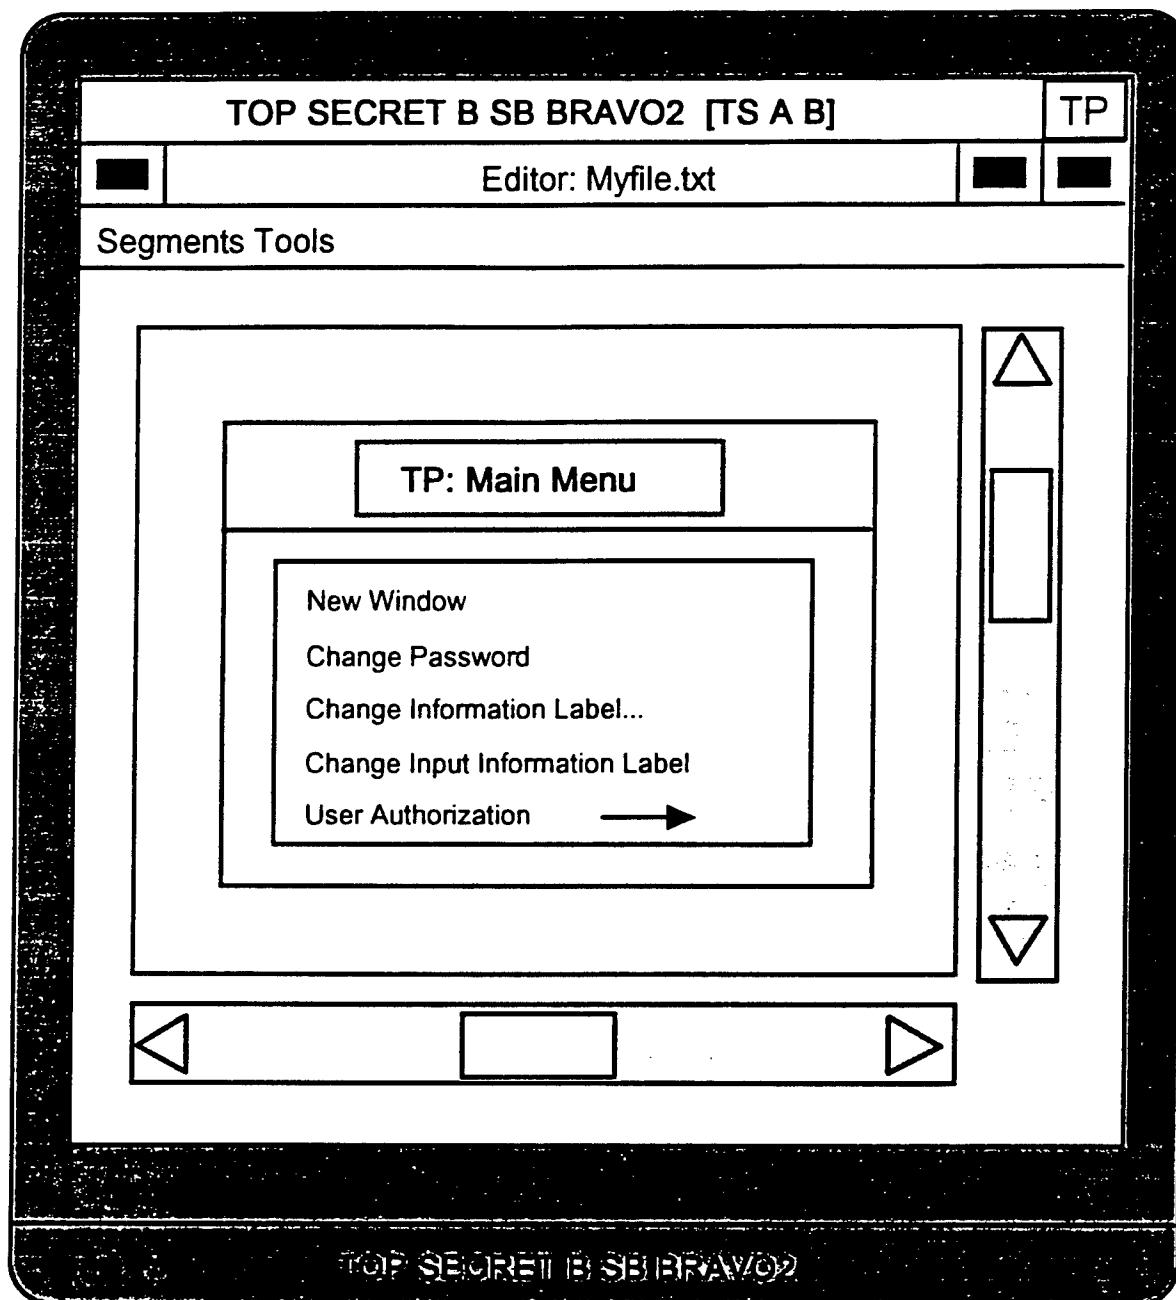 TOP SECRET B SB BRAVO2 [TS A B] TP
Editor: Myfile.txt
Segments Tools
TP: Main Menu
New Window
Change Password
Change Information Label...
Change Input Information Label
User Authorization
TOP SECRET B SB BRAVO2